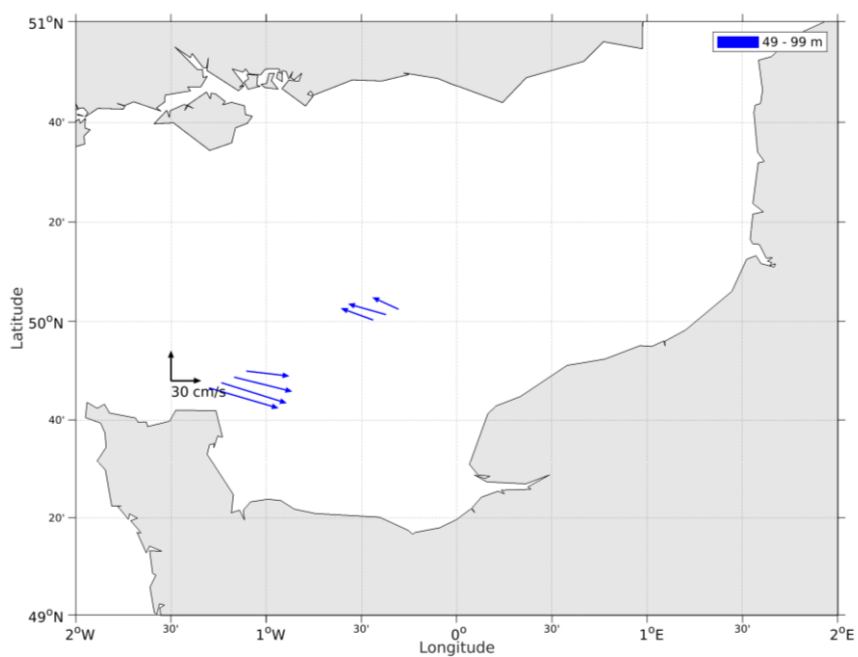 51°N
49 - 99 m
40'
20'
Latitude
50°N
30 cm/s
40'
20'
49°N
2°W
30'
1°W
30'
0°
30'
1°E
30'
2°E
Longitude